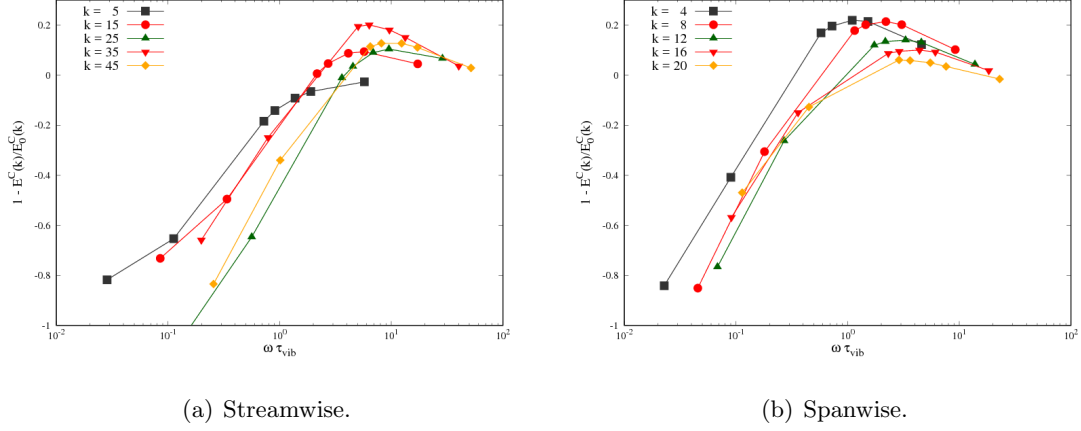 k = 5
k = 15
k = 25
k = 35
k = 45
0.2
0
-0.2
-0.4
-0.6
-0.8
-1
1 - E^C(k)/E_0^C(k)
10^-2
10^-1
10^0
10^1
10^2
ω τ_vib
(a) Streamwise.
k = 4
k = 8
k = 12
k = 16
k = 20
0.2
0
-0.2
-0.4
-0.6
-0.8
-1
1 - E^C(k)/E_0^C(k)
10^-2
10^-1
10^0
10^1
10^2
ω τ_vib
(b) Spanwise.